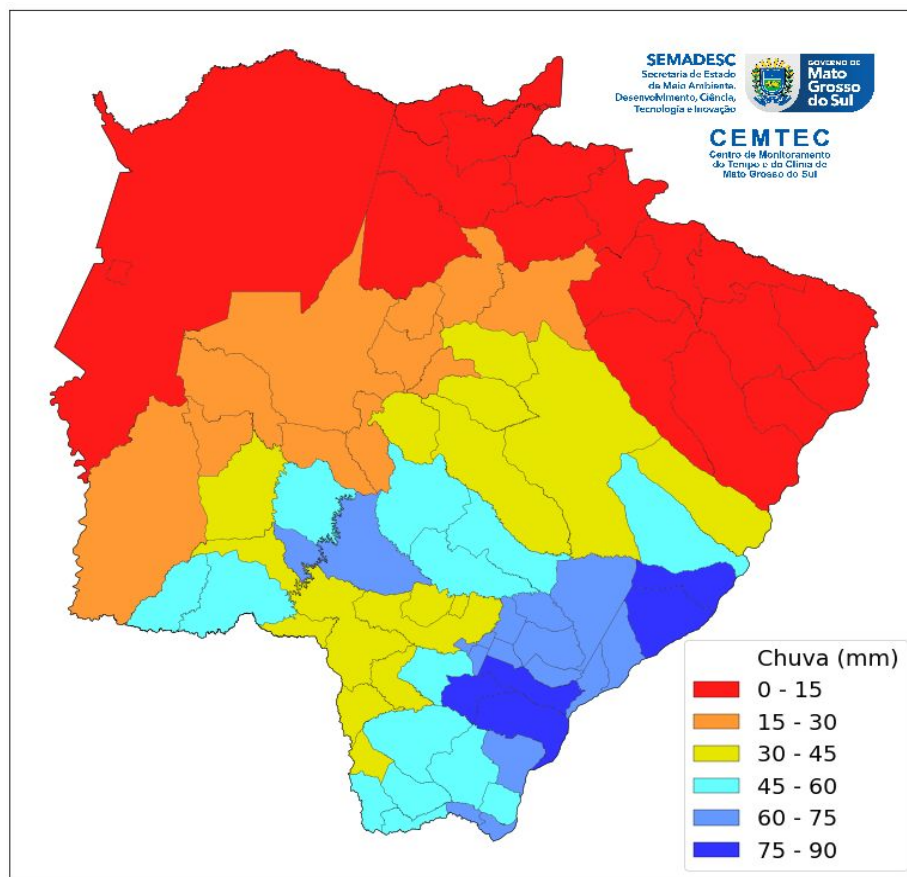 SEMADESC
Secretaria de Estado
de Meio Ambiente,
Desenvolvimento, Ciência,
Tecnologia e Inovação
GOVERNO DE
Mato
Grosso
do Sul
CEMTEC
Centro de Monitoramento
do Tempo e do Clima de
Mato Grosso do Sul
Chuva (mm)
0 - 15
15 - 30
30 - 45
45 - 60
60 - 75
75 - 90